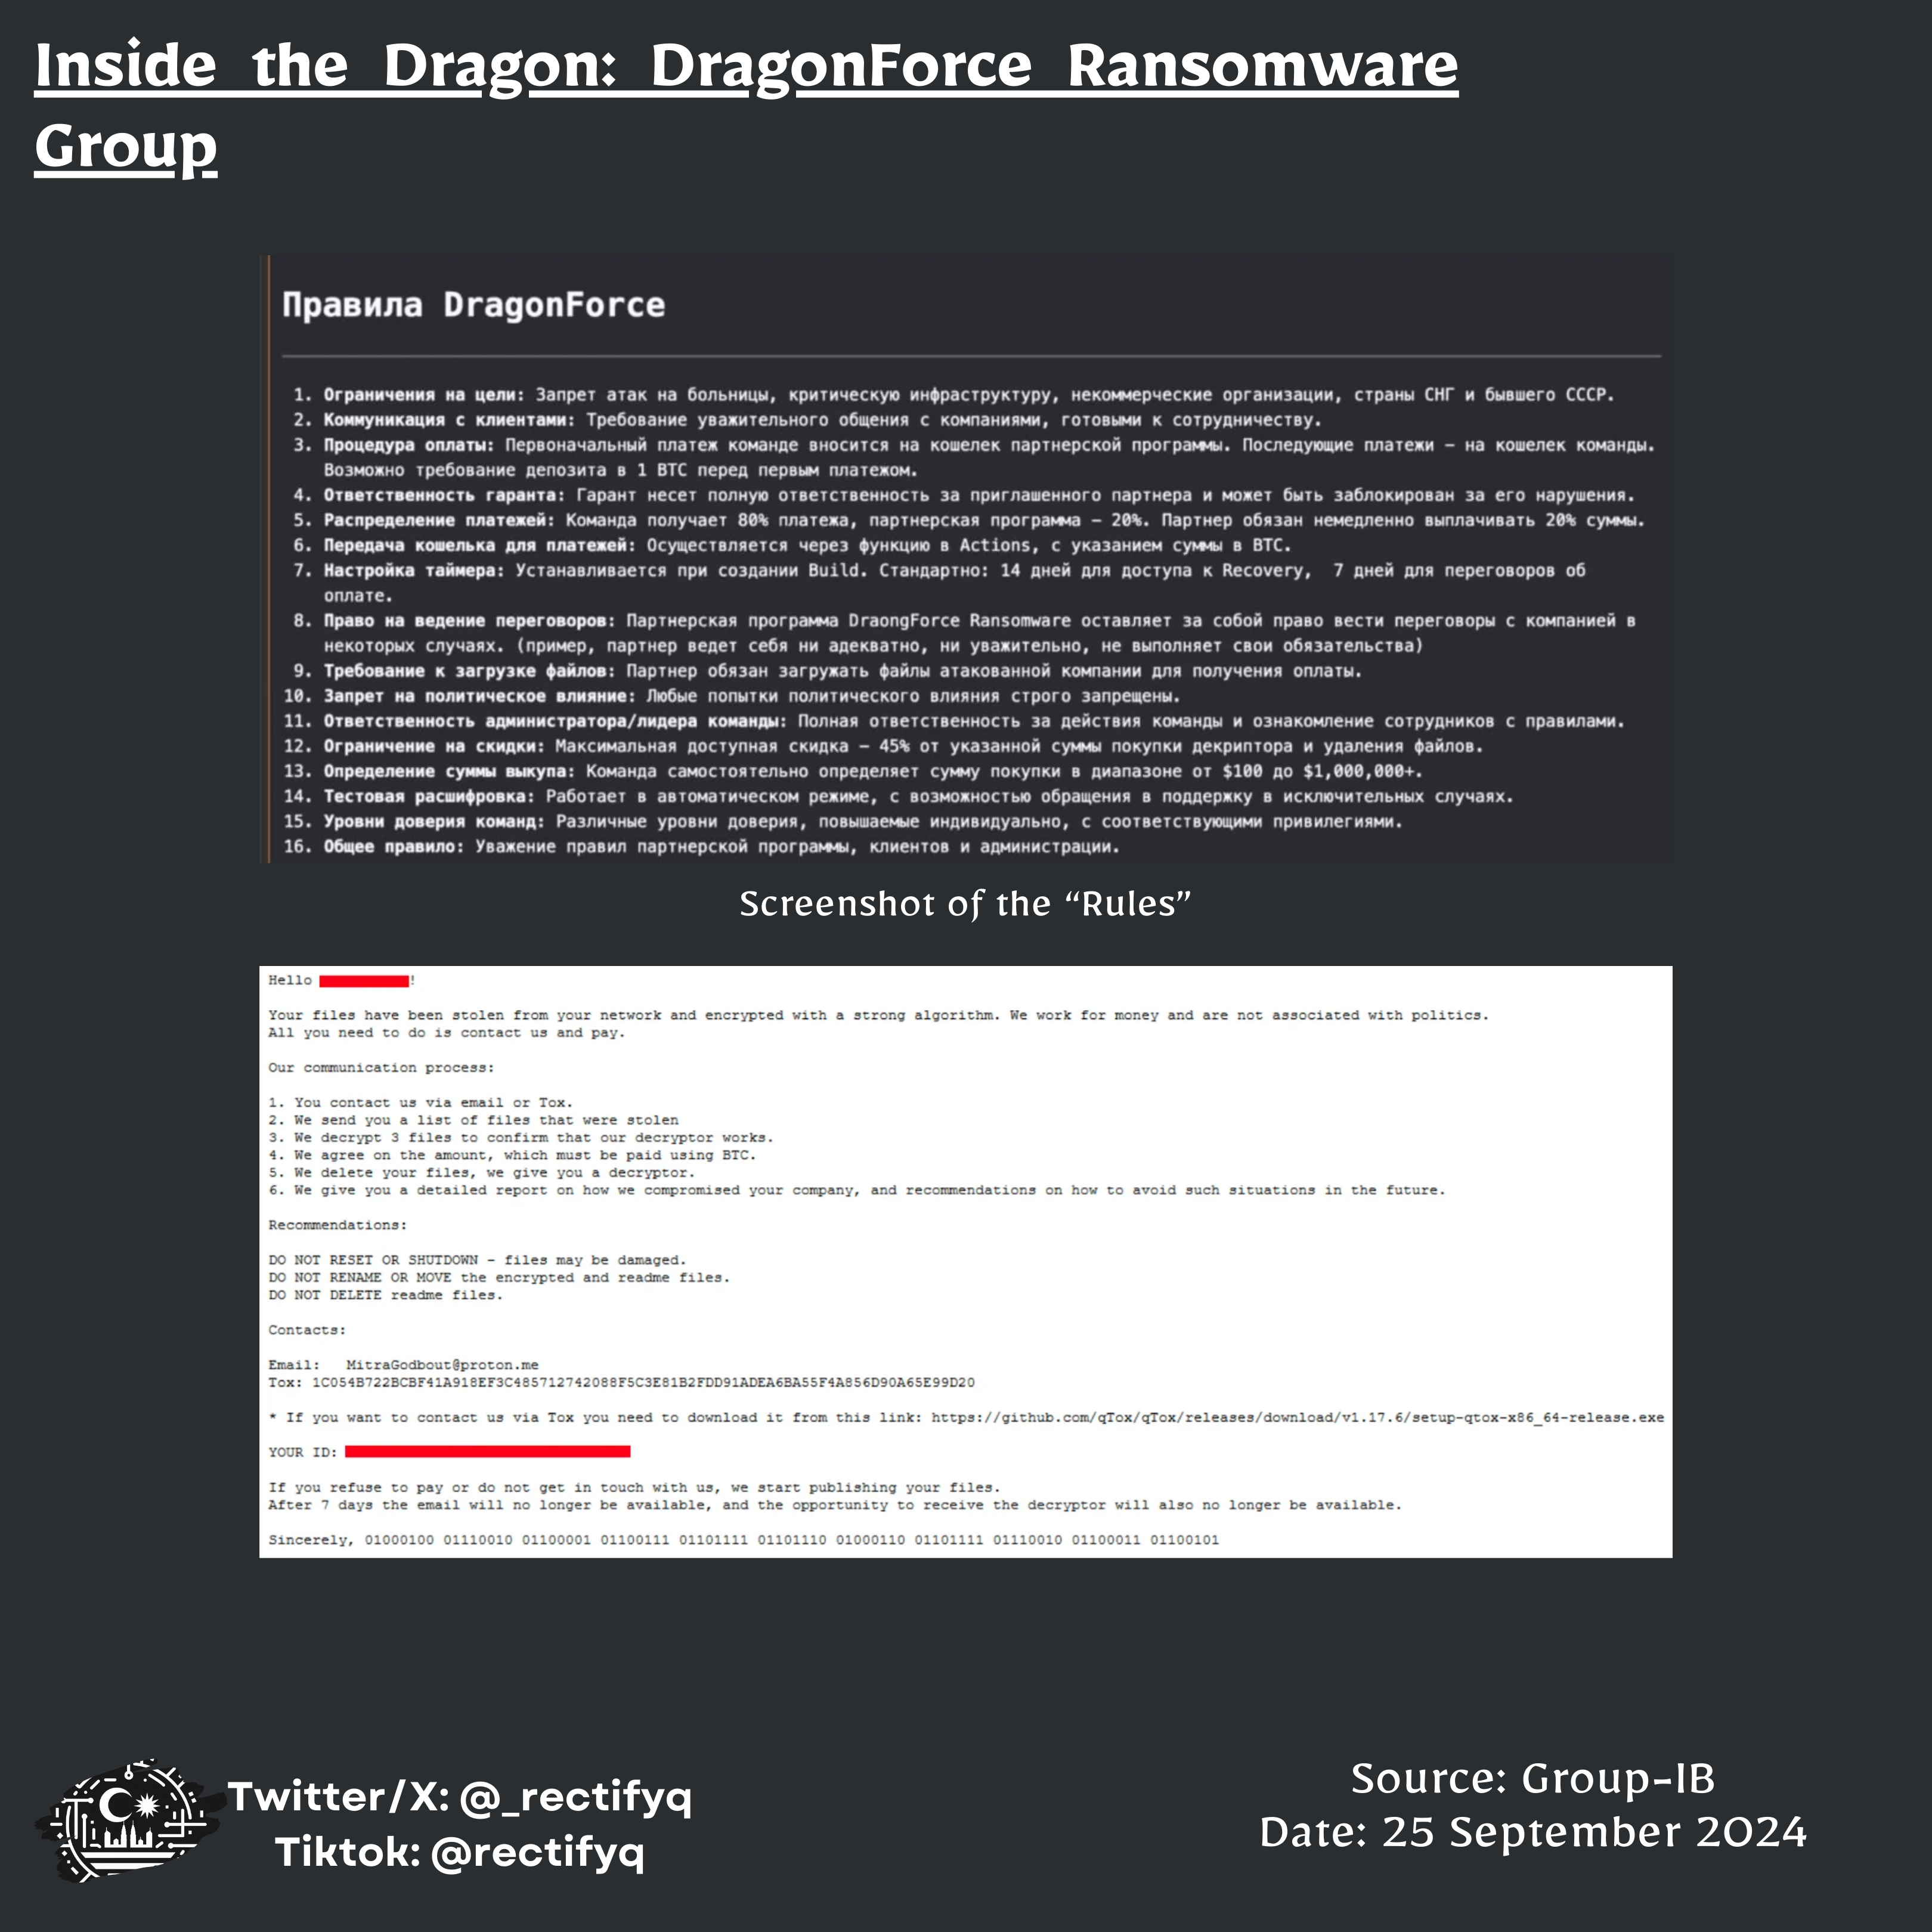 Inside the Dragon: DragonForce Ransomware
Group
Правила DragonForce
1. Ограничения на цели: Запрет атак на больницы, критическую инфраструктуру, некоммерческие организации, страны СНГ и бывшего СССР.
2. Коммуникация с клиентами: Требование уважительного общения с компаниями, готовыми к сотрудничеству.
3. Процедура оплаты: Первоначальный платеж команде вносится на кошелек партнерской программы. Последующие платежи – на кошелек команды.
Возможно требование депозита в 1 BTC перед первым платежом.
4. Ответственность гаранта: Гарант несет полную ответственность за приглашенного партнера и может быть заблокирован за его нарушения.
5. Распределение платежей: Команда получает 80% платежа, партнерская программа – 20%. Партнер обязан немедленно выплачивать 20% суммы.
6. Передача кошелька для платежей: Осуществляется через функцию в Actions, с указанием суммы в BTC.
7. Настройка таймера: Устанавливается при создании Build. Стандартно: 14 дней для доступа к Recovery, 7 дней для переговоров об
оплате.
8. Право на ведение переговоров: Партнерская программа DraongForce Ransomware оставляет за собой право вести переговоры с компанией в
некоторых случаях. (пример, партнер ведет себя ни адекватно, ни уважительно, не выполняет свои обязательства)
9. Требование к загрузке файлов: Партнер обязан загружать файлы атакованной компании для получения оплаты.
10. Запрет на политическое влияние: Любые попытки политического влияния строго запрещены.
11. Ответственность администратора/лидера команды: Полная ответственность за действия команды и ознакомление сотрудников с правилами.
12. Ограничение на скидки: Максимальная доступная скидка – 45% от указанной суммы покупки декриптора и удаления файлов.
13. Определение суммы выкупа: Команда самостоятельно определяет сумму покупки в диапазоне от $100 до $1,000,000+.
14. Тестовая расшифровка: Работает в автоматическом режиме, с возможностью обращения в поддержку в исключительных случаях.
15. Уровни доверия команд: Различные уровни доверия, повышаемые индивидуально, с соответствующими привилегиями.
16. Общее правило: Уважение правил партнерской программы, клиентов и администрации.
Screenshot of the “Rules”
Hello !
Your files have been stolen from your network and encrypted with a strong algorithm. We work for money and are not associated with politics.
All you need to do is contact us and pay.
Our communication process:
1. You contact us via email or Tox.
2. We send you a list of files that were stolen
3. We decrypt 3 files to confirm that our decryptor works.
4. We agree on the amount, which must be paid using BTC.
5. We delete your files, we give you a decryptor.
6. We give you a detailed report on how we compromised your company, and recommendations on how to avoid such situations in the future.
Recommendations:
DO NOT RESET OR SHUTDOWN – files may be damaged.
DO NOT RENAME OR MOVE the encrypted and readme files.
DO NOT DELETE readme files.
Contacts:
Email: MitraGodbout@proton.me
Tox: 1C054B722BCBF41A918EF3C485712742088F5C3E81B2FDD91ADEA6BA55F4A856D90A65E99D20
* If you want to contact us via Tox you need to download it from this link: https://github.com/qTox/qTox/releases/download/v1.17.6/setup-qtox-x86_64-release.exe
YOUR ID:
If you refuse to pay or do not get in touch with us, we start publishing your files.
After 7 days the email will no longer be available, and the opportunity to receive the decryptor will also no longer be available.
Sincerely, 01000100 01110010 01100001 01100111 01101111 01101110 01000110 01101111 01110010 01100011 01100101
Twitter/X: @_rectifyq
Tiktok: @rectifyq
Source: Group-IB
Date: 25 September 2024